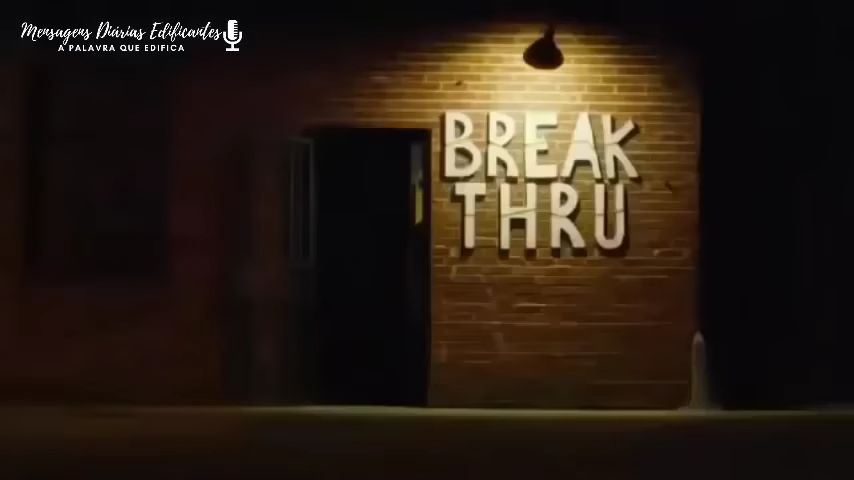 Mensagens Diárias Edificantes
A PALAVRA QUE EDIFICA
BREAK
THRU